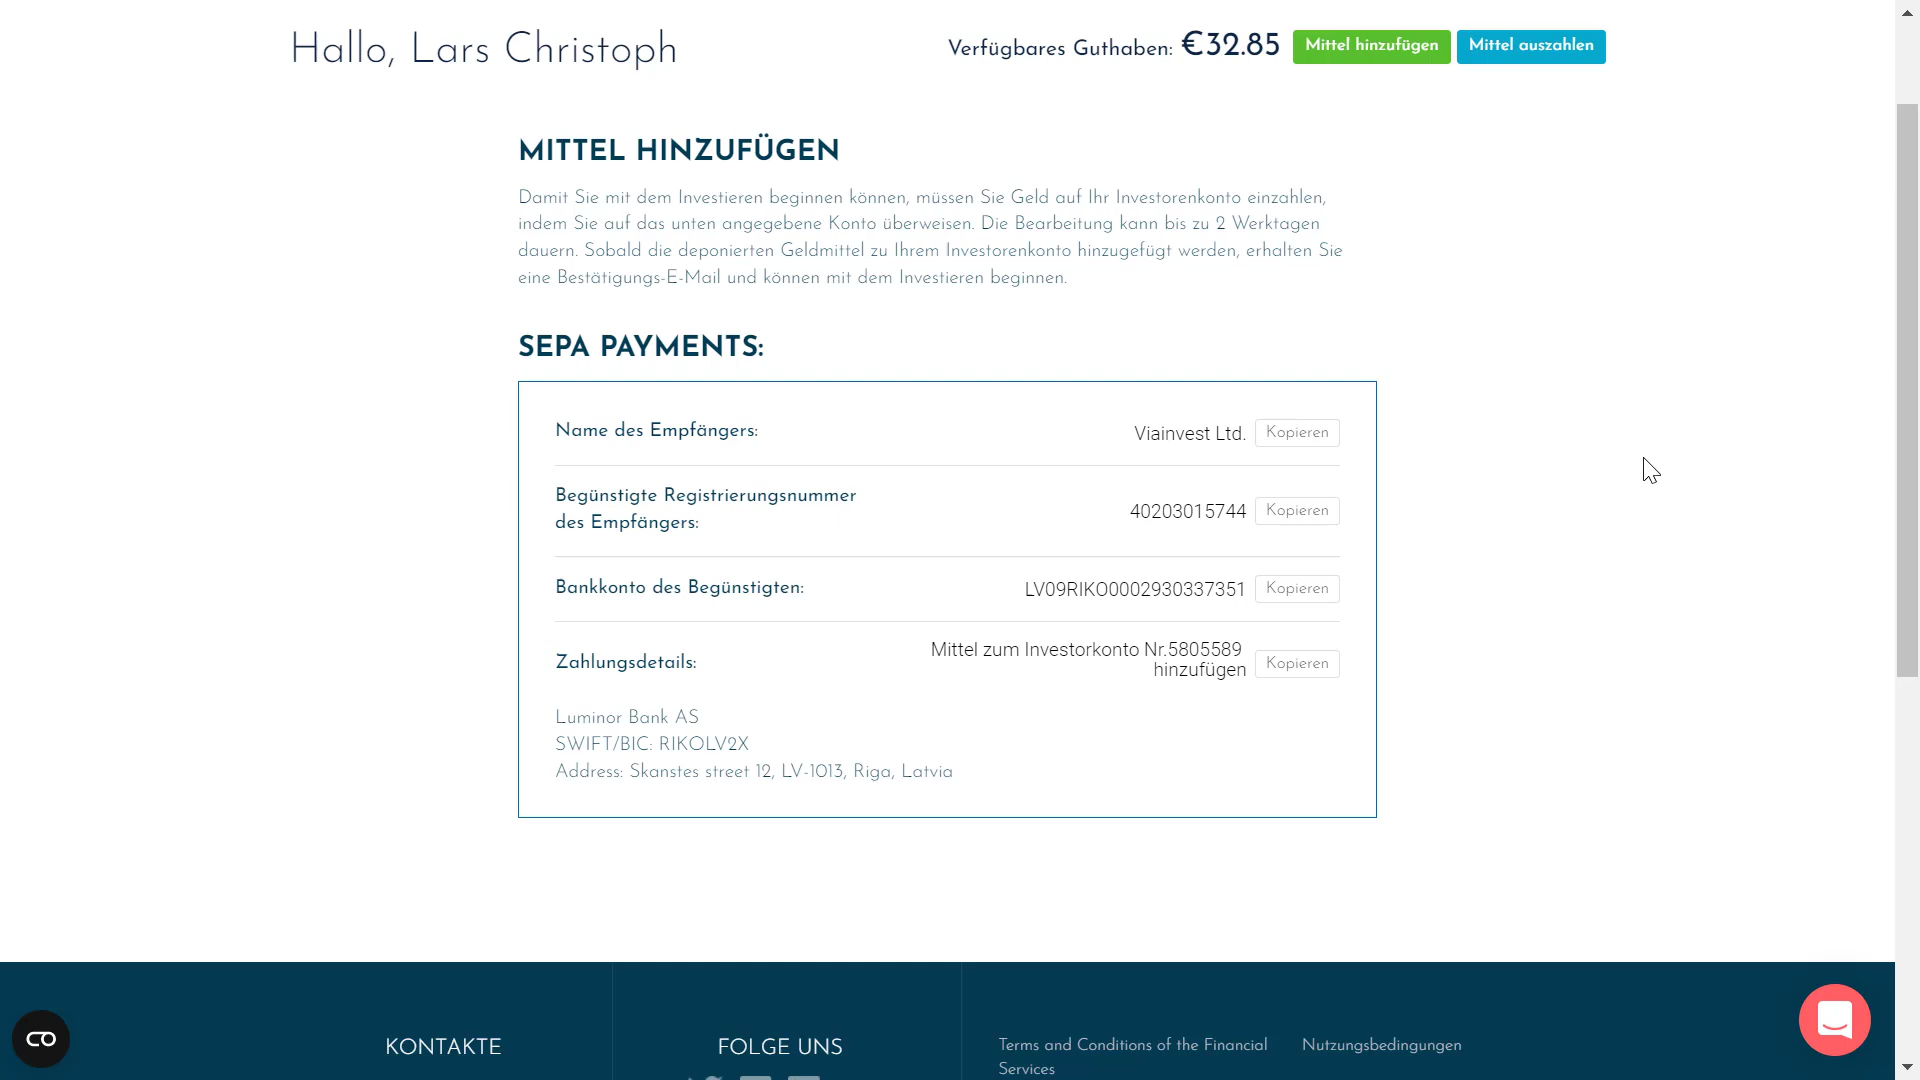 Hallo, Lars Christoph
Verfügbares Guthaben: €32.85
Mittel hinzufügen
Mittel auszahlen
MITTEL HINZUFÜGEN
Damit Sie mit dem Investieren beginnen können, müssen Sie Geld auf Ihr Investorenkonto einzahlen,
indem Sie auf das unten angegebene Konto überweisen. Die Bearbeitung kann bis zu 2 Werktagen
dauern. Sobald die deponierten Geldmittel zu Ihrem Investorenkonto hinzugefügt werden, erhalten Sie
eine Bestätigungs-E-Mail und können mit dem Investieren beginnen.
SEPA PAYMENTS:
Name des Empfängers:
Viainvest Ltd.
Kopieren
Begünstigte Registrierungsnummer
des Empfängers:
40203015744
Kopieren
Bankkonto des Begünstigten:
LV09RIKO0002930337351
Kopieren
Zahlungsdetails:
Mittel zum Investorkonto Nr.5805589
hinzufügen
Kopieren
Luminor Bank AS
SWIFT/BIC: RIKOLV2X
Address: Skanstes street 12, LV-1013, Riga, Latvia
KONTAKTE
FOLGE UNS
Terms and Conditions of the Financial
Services
Nutzungsbedingungen